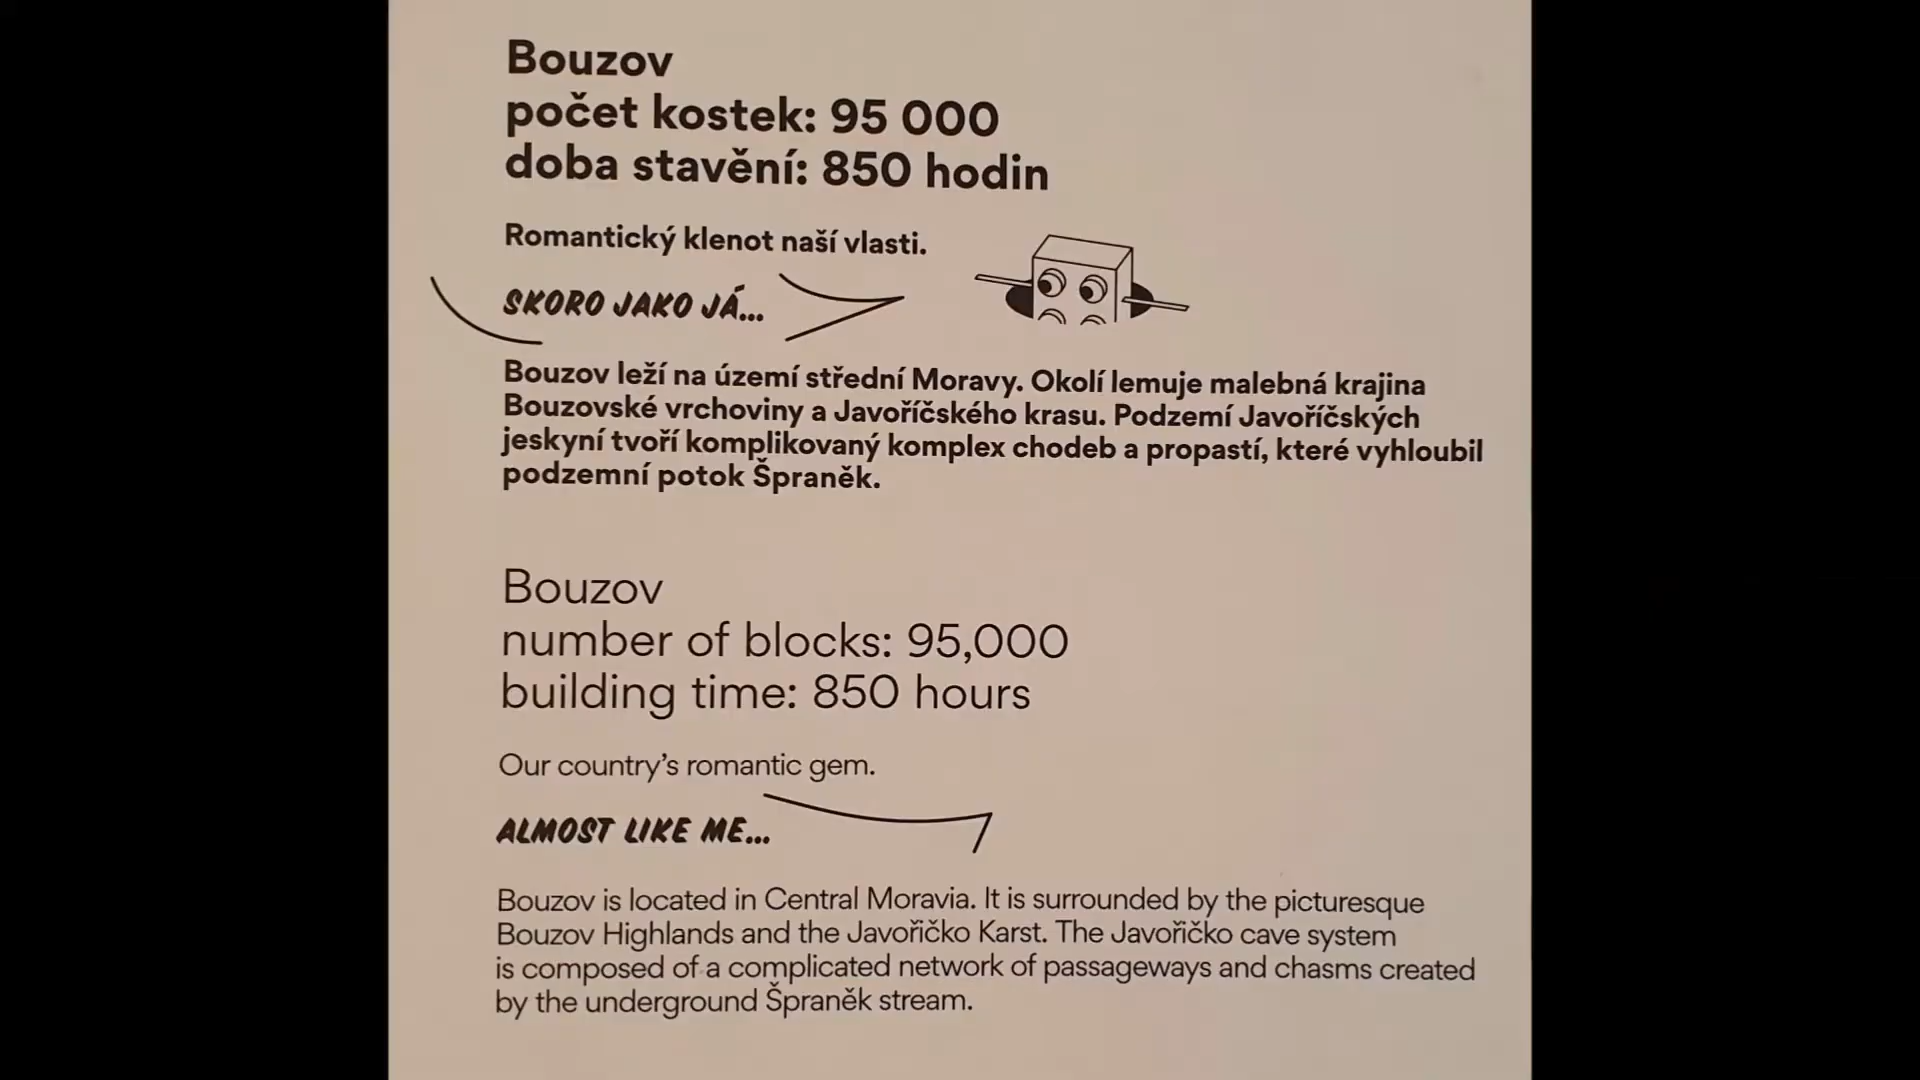 Bouzov
počet kostek: 95 000
doba stavění: 850 hodin
Romantický klenot naší vlasti.
SKORO JAKO JÁ...
Bouzov leží na území střední Moravy. Okolí lemuje malebná krajina
Bouzovské vrchoviny a Javoříčského krasu. Podzemí Javoříčských
jeskyní tvoří komplikovaný komplex chodeb a propastí, které vyhloubil
podzemní potok Špraněk.
Bouzov
number of blocks: 95,000
building time: 850 hours
Our country's romantic gem.
ALMOST LIKE ME...
Bouzov is located in Central Moravia. It is surrounded by the picturesque
Bouzov Highlands and the Javořičko Karst. The Javořičko cave system
is composed of a complicated network of passageways and chasms created
by the underground Špraněk stream.